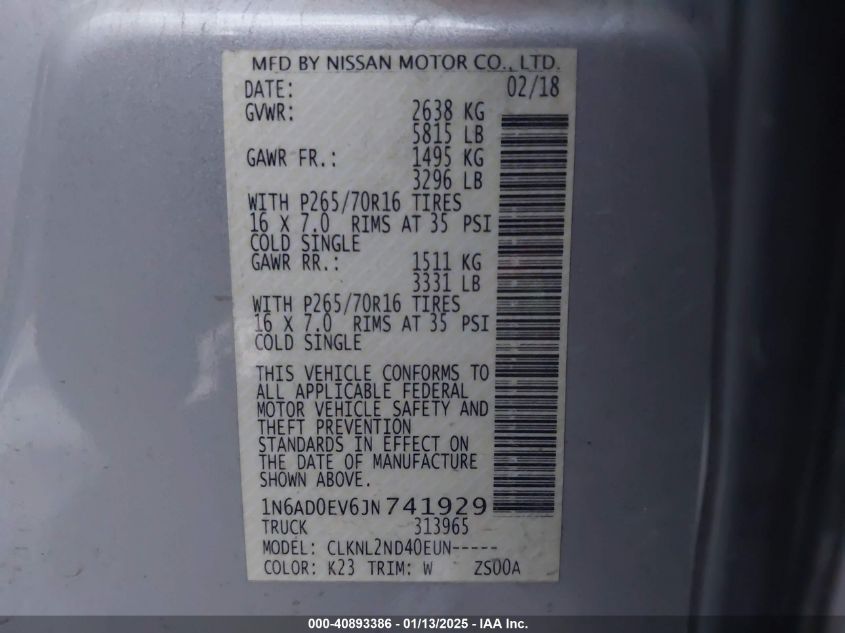 MFD BY NISSAN MOTOR CO., LTD.
DATE: 02/18
GVWR: 2638 KG
5815 LB
GAWR FR.: 1495 KG
3296 LB
WITH P265/70R16 TIRES
16 X 7.0 RIMS AT 35 PSI
COLD SINGLE
GAWR RR.: 1511 KG
3331 LB
WITH P265/70R16 TIRES
16 X 7.0 RIMS AT 35 PSI
COLD SINGLE
THIS VEHICLE CONFORMS TO
ALL APPLICABLE FEDERAL
MOTOR VEHICLE SAFETY AND
THEFT PREVENTION
STANDARDS IN EFFECT ON
THE DATE OF MANUFACTURE
SHOWN ABOVE.
1N6AD0EV6JN741929
TRUCK 313965
MODEL: CLKNL2ND40EUN-----
COLOR: K23 TRIM: W ZS00A
000-40893386 - 01/13/2025 - IAA Inc.